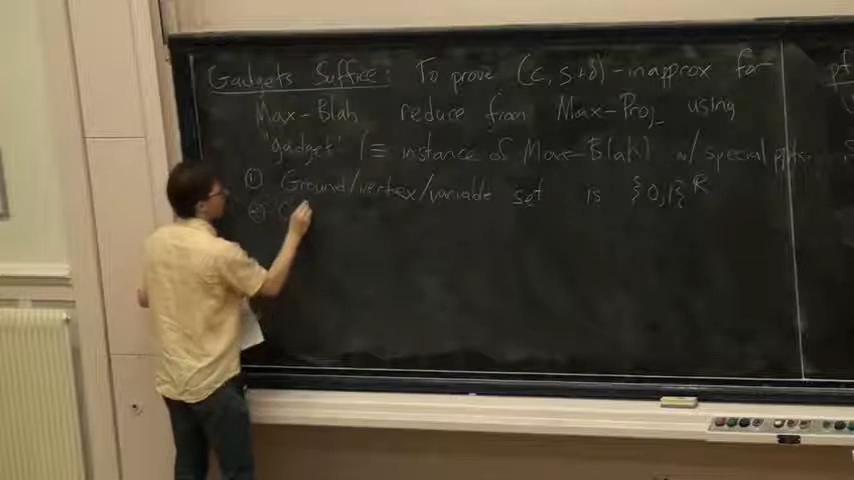 Gadgets Suffice: To prove (c, s+δ)-inapprox for
Max-Blah reduce from Max-Proj using
"gadget" (≡ instance of Max-Blah) w/ special
① Ground/vertex/variable set is {0,1}^R
②
pf